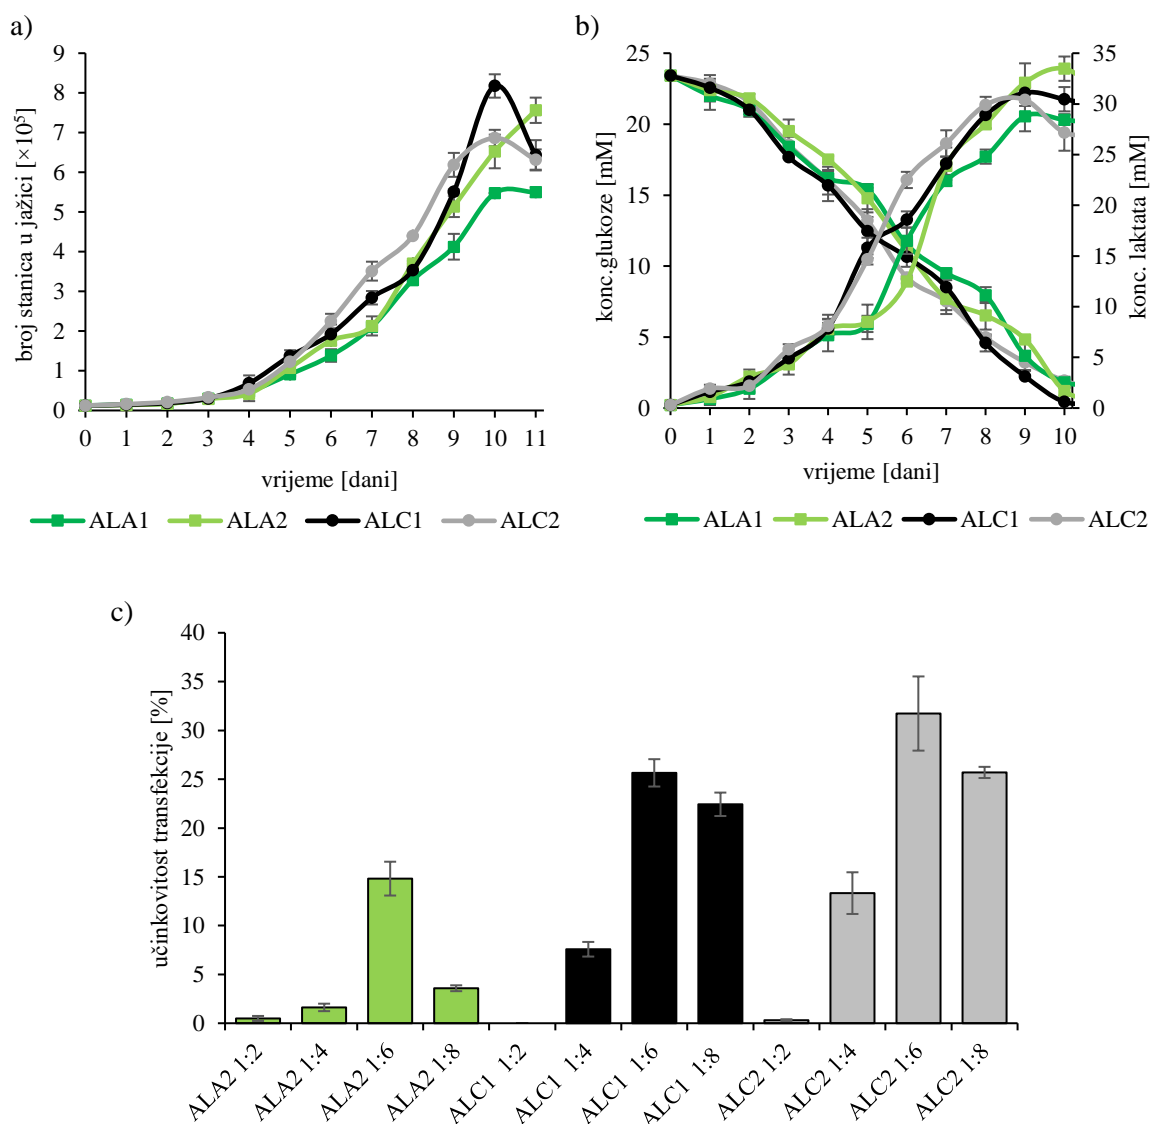 a)
broj stanica u jažici [×10⁵]
9
8
7
6
5
4
3
2
1
0
0 1 2 3 4 5 6 7 8 9 10 11
vrijeme [dani]
ALA1 ALA2 ALC1 ALC2
b)
konc.glukoze [mM]
25
20
15
10
5
0
35
30
25
20
15
10
5
0
konc. laktata [mM]
0 1 2 3 4 5 6 7 8 9 10
vrijeme [dani]
ALA1 ALA2 ALC1 ALC2
c)
učinkovitost transfekcije [%]
40
35
30
25
20
15
10
5
0
ALA2 1:2
ALA2 1:4
ALA2 1:6
ALA2 1:8
ALC1 1:2
ALC1 1:4
ALC1 1:6
ALC1 1:8
ALC2 1:2
ALC2 1:4
ALC2 1:6
ALC2 1:8